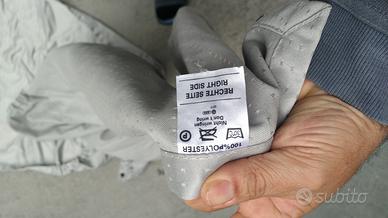 100%POLYESTER
Nicht wringen
Don't wring
RECHTE SEITE
RIGHT SIDE
subito